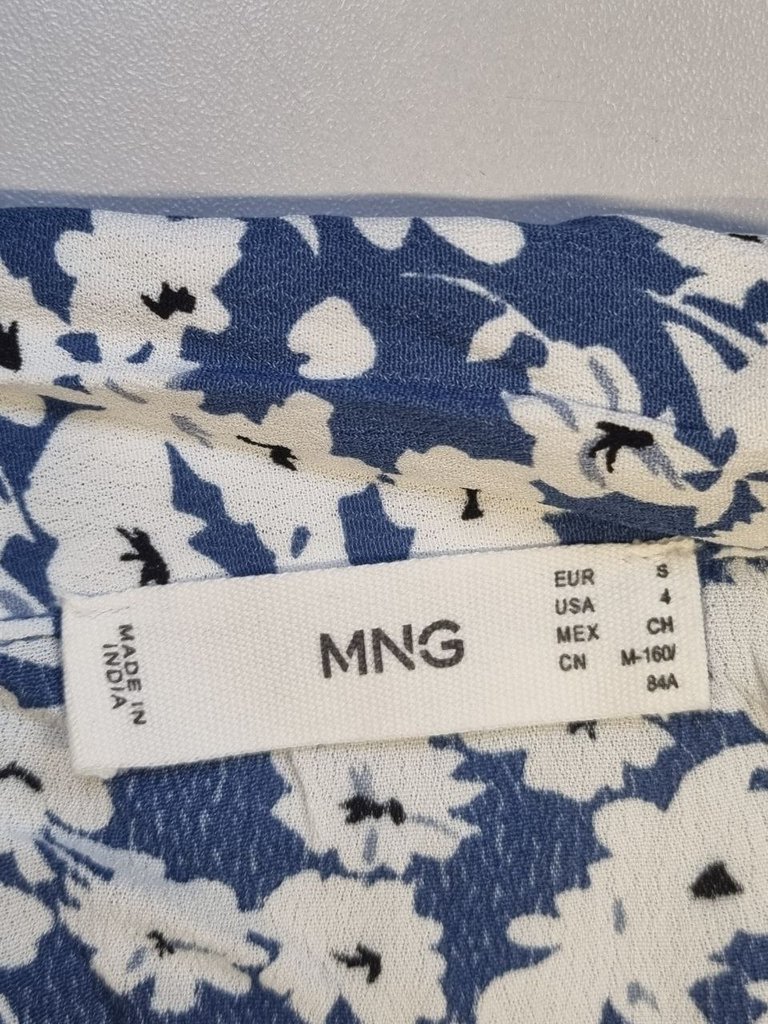 MADE IN
INDIA
MNG
EUR S
USA 4
MEX CH
CN M-160/
84A